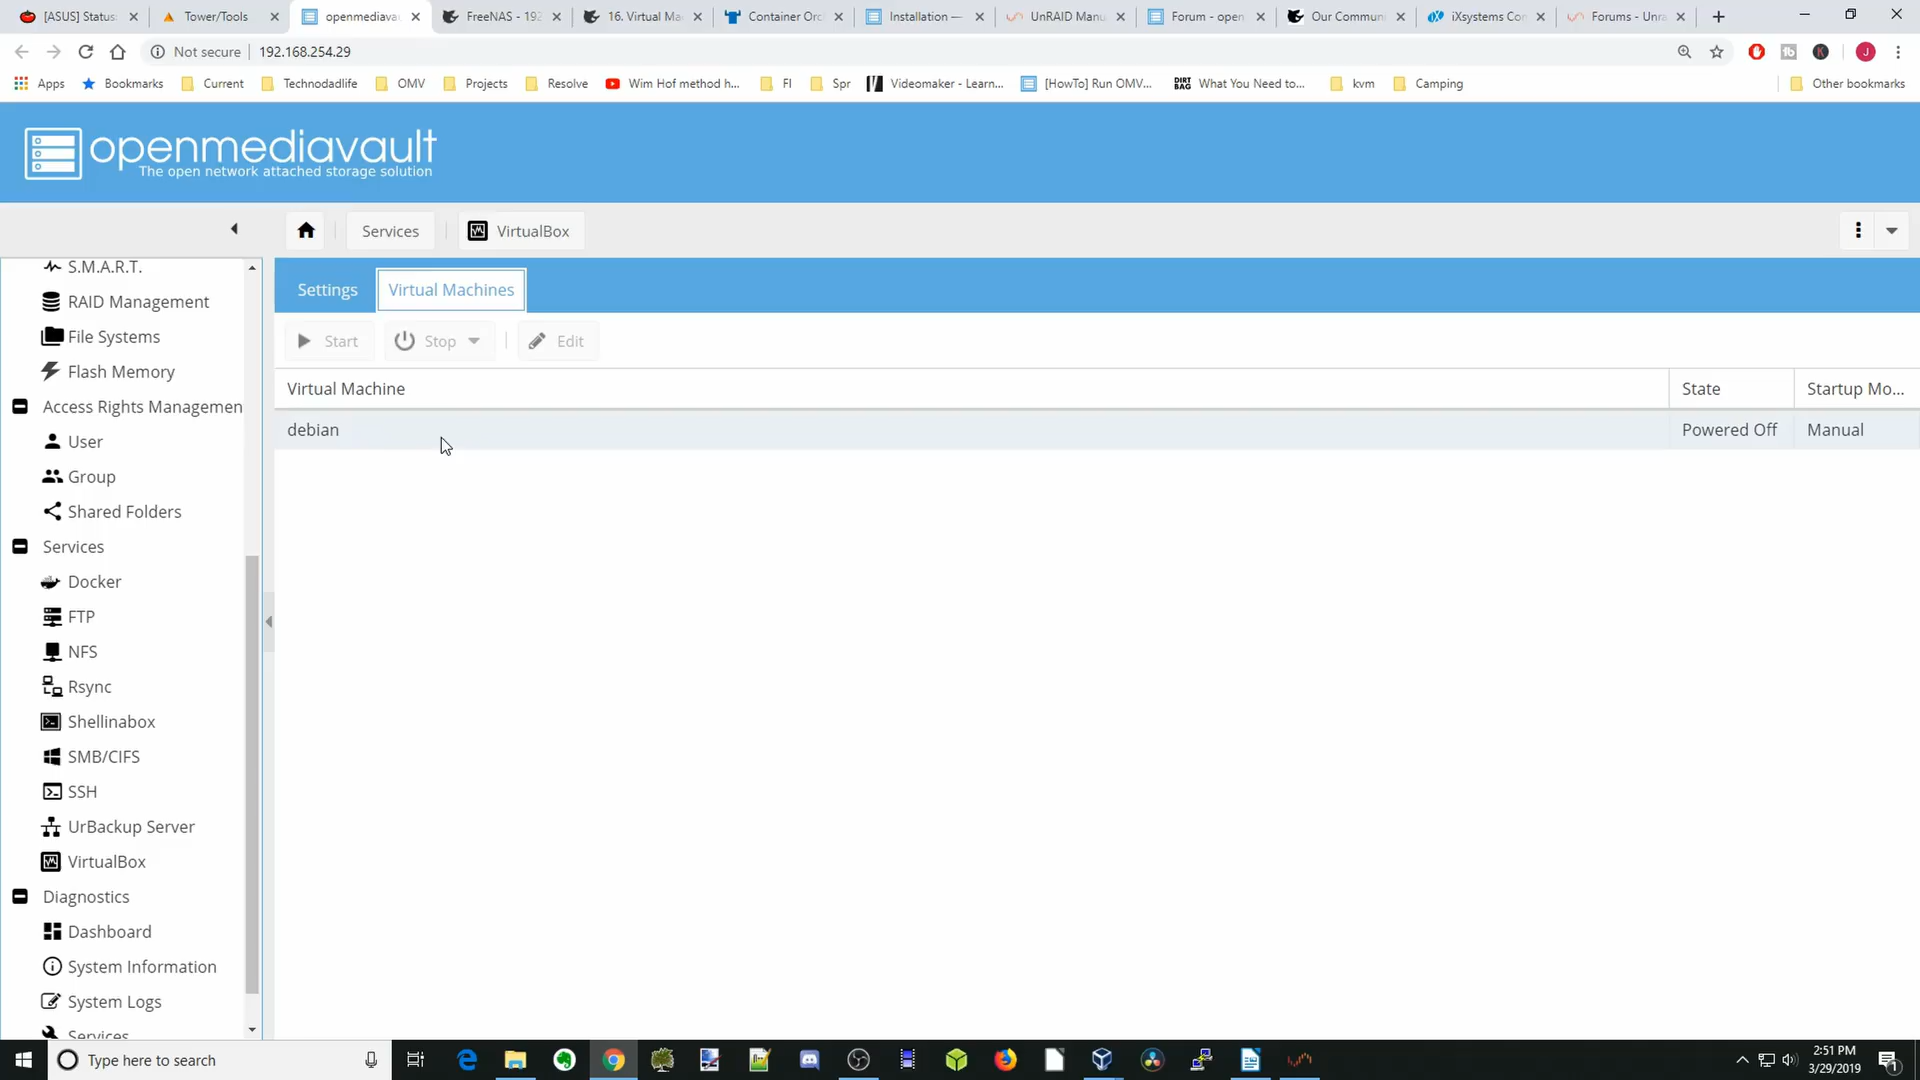 [ASUS] Status
Tower/Tools
openmediavau
FreeNAS - 192
16. Virtual Ma
Container Orc
Installation —
UnRAID Manu
Forum - open
Our Commun
iXsystems Con
Forums - Unra
Not secure
192.168.254.29
Apps
Bookmarks
Current
Technodadlife
OMV
Projects
Resolve
Wim Hof method h...
FI
Spr
Videomaker - Learn...
[HowTo] Run OMV...
DIRT BAG
What You Need to...
kvm
Camping
Other bookmarks
J
openmediavault
The open network attached storage solution
Services
VirtualBox
S.M.A.R.T.
RAID Management
File Systems
Flash Memory
Access Rights Managemen
User
Group
Shared Folders
Services
Docker
FTP
NFS
Rsync
Shellinabox
SMB/CIFS
SSH
UrBackup Server
VirtualBox
Diagnostics
Dashboard
System Information
System Logs
Services
Settings
Virtual Machines
Start
Stop
Edit
Virtual Machine
State
Startup Mo...
debian
Powered Off
Manual
Type here to search
2:51 PM
3/29/2019
1